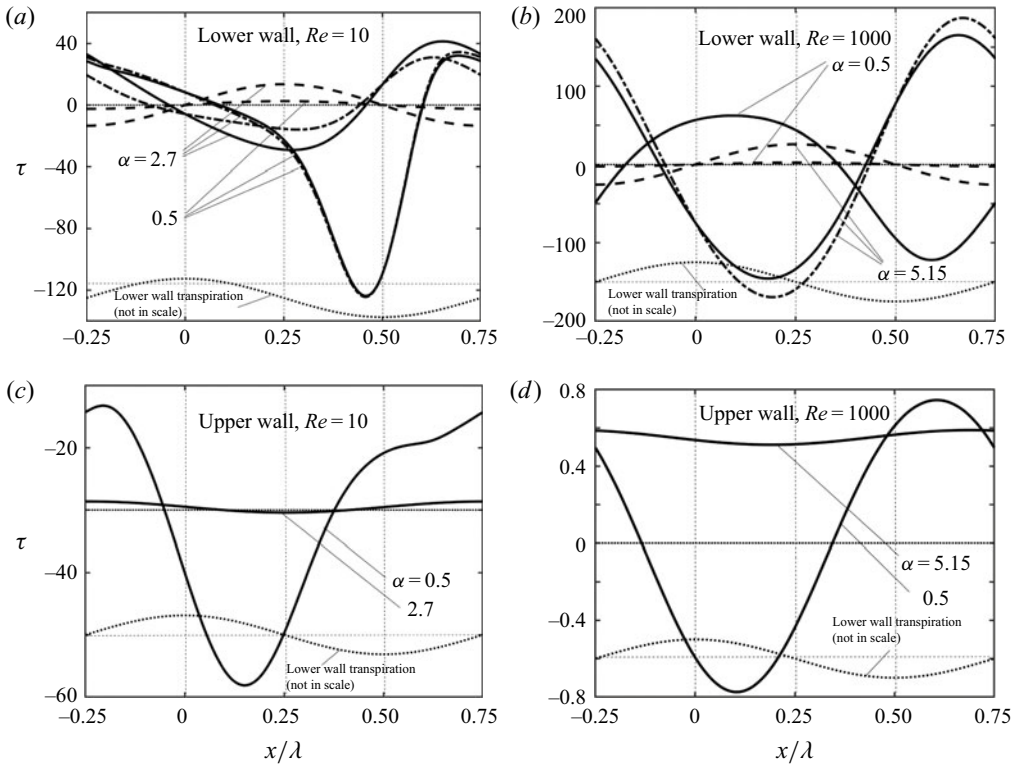 (a)
Lower wall, Re = 10
40
0
−40
−80
−120
τ
α = 2.7
0.5
Lower wall transpiration
(not in scale)
−0.25
0
0.25
0.50
0.75
(b)
Lower wall, Re = 1000
α = 0.5
200
100
0
−100
−200
α = 5.15
Lower wall transpiration
(not in scale)
−0.25
0
0.25
0.50
0.75
(c)
Upper wall, Re = 10
−20
−40
−60
τ
α = 0.5
2.7
Lower wall transpiration
(not in scale)
−0.25
0
0.25
0.50
0.75
x/λ
(d)
Upper wall, Re = 1000
0.8
0.4
0
−0.4
−0.8
α = 5.15
0.5
Lower wall transpiration
(not in scale)
−0.25
0
0.25
0.50
0.75
x/λ